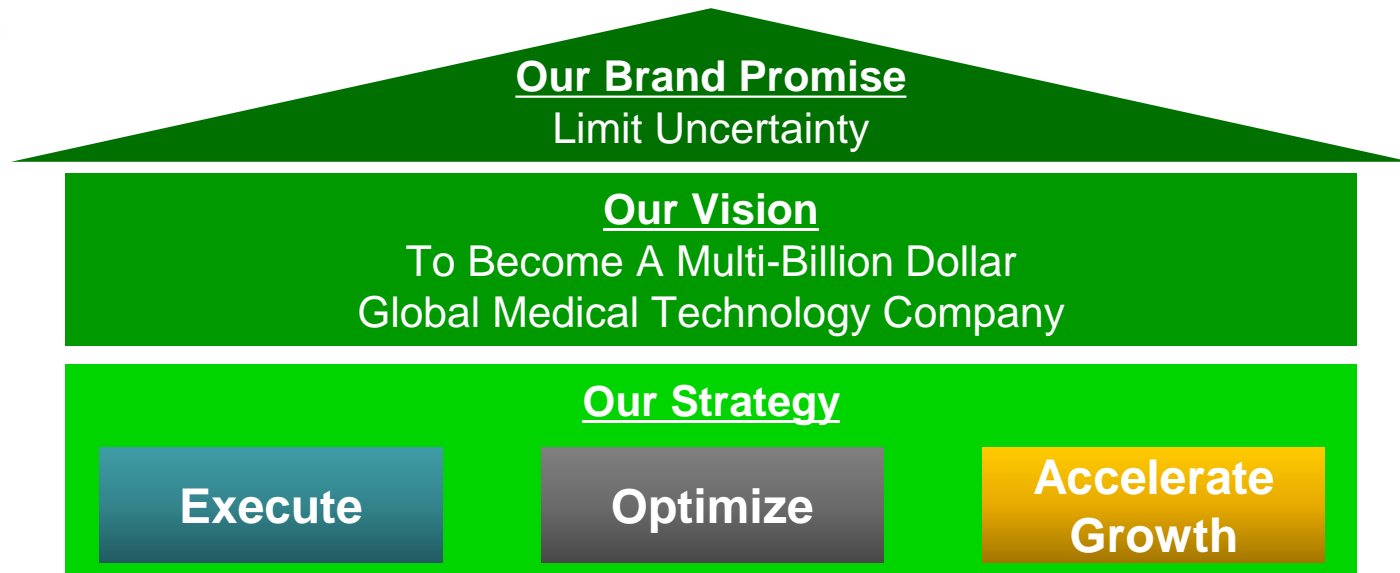 Our Brand Promise
Limit Uncertainty
Our Vision
To Become A Multi-Billion Dollar
Global Medical Technology Company
Our Strategy
Execute
Optimize
Accelerate
Growth